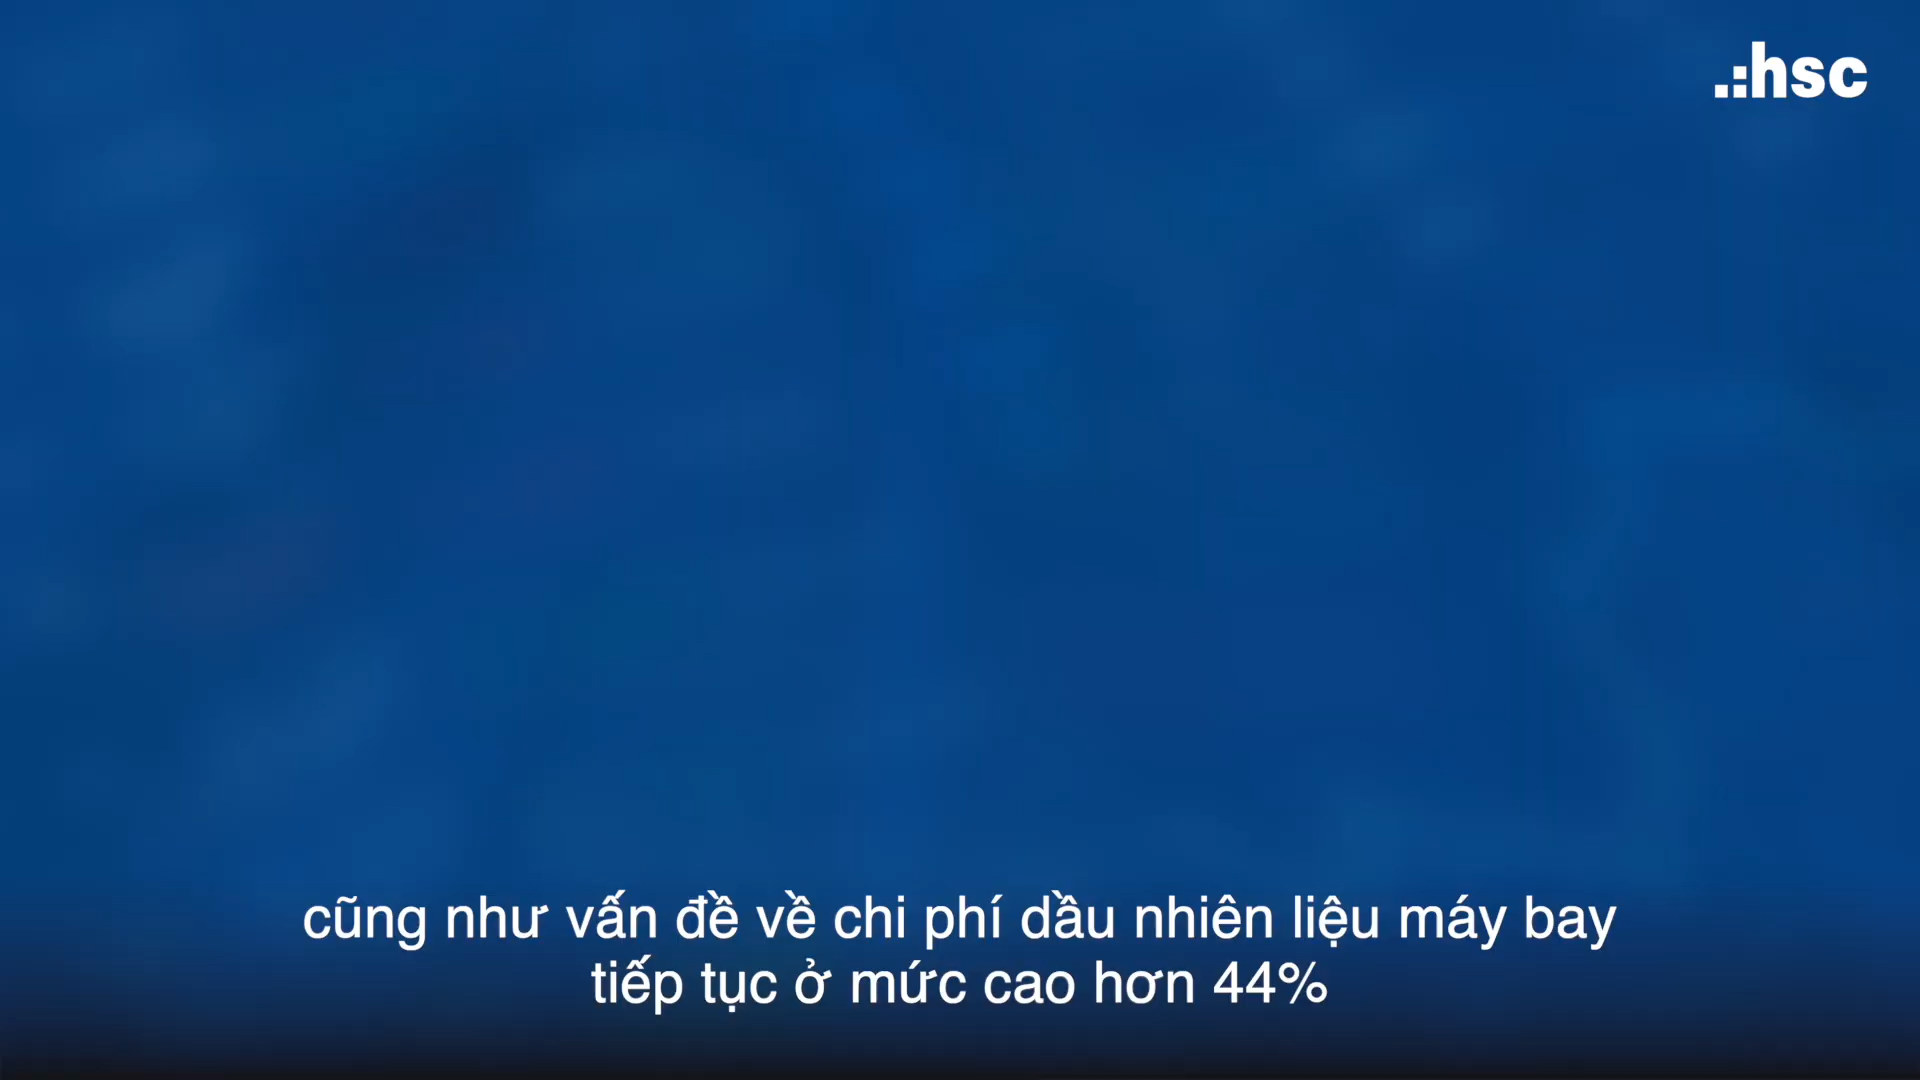 .:hsc
cũng như vấn đề về chi phí dầu nhiên liệu máy bay
tiếp tục ở mức cao hơn 44%